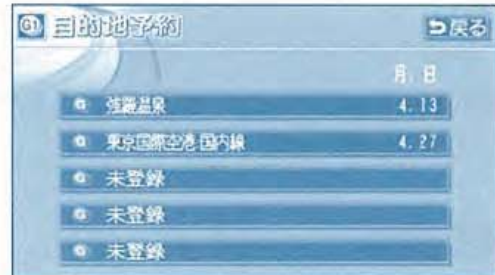 G1 目的地予約 戻る
月. 日
強羅温泉 4. 13
東京国際空港 国内線 4. 27
未登録
未登録
未登録